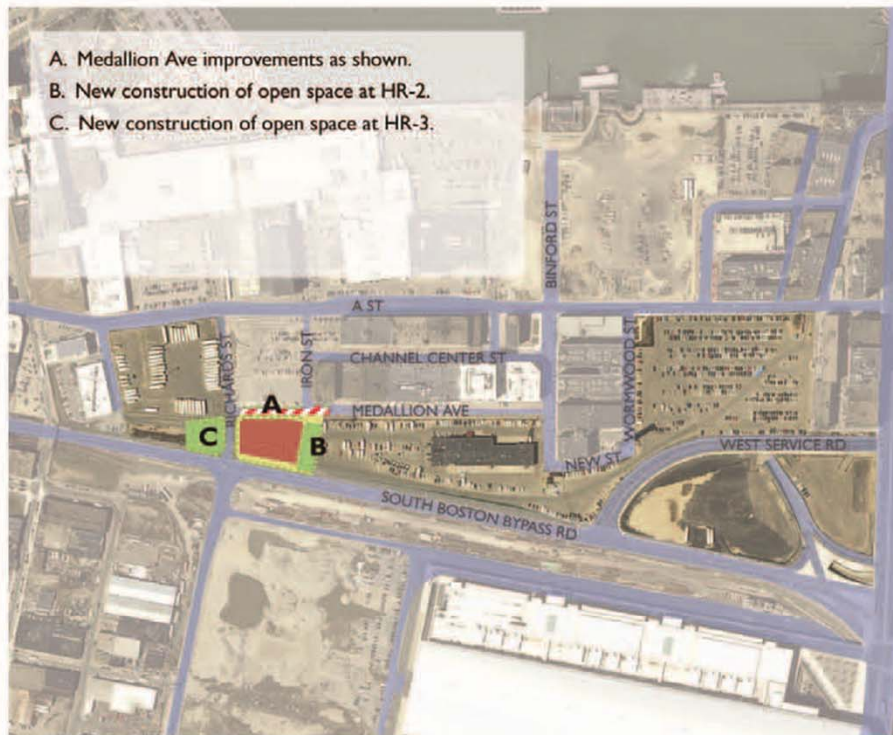 A. Medallion Ave improvements as shown.
B. New construction of open space at HR-2.
C. New construction of open space at HR-3.
BINFORD ST
A ST
RICHARDS ST
IRON ST
CHANNEL CENTER ST
WORMWOOD ST
A
MEDALLION AVE
C
B
WEST SERVICE RD
NEW ST
SOUTH BOSTON BYPASS RD